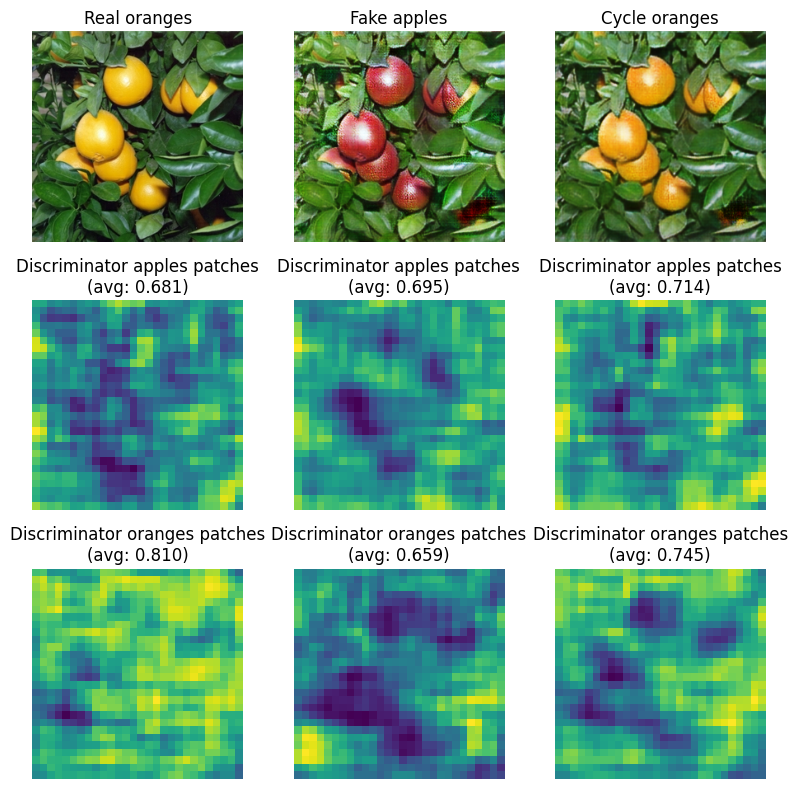 Real oranges
Fake apples
Cycle oranges
Discriminator apples patches
(avg: 0.681)
Discriminator apples patches
(avg: 0.695)
Discriminator apples patches
(avg: 0.714)
Discriminator oranges patches
(avg: 0.810)
Discriminator oranges patches
(avg: 0.659)
Discriminator oranges patches
(avg: 0.745)